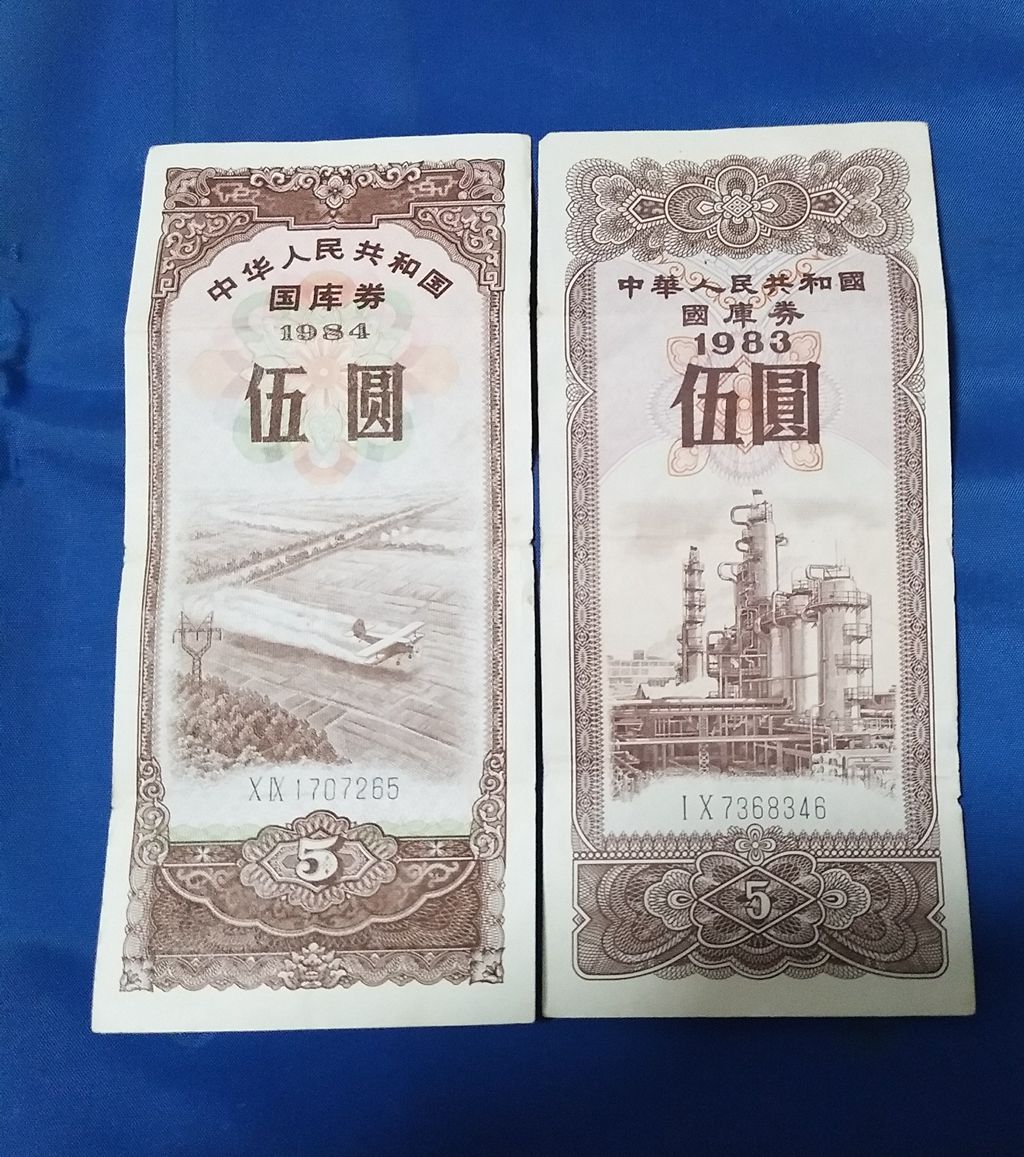 中华人民共和国
国库券
1984
伍圆
XIX1707265
5
中華人民共和國
國庫券
1983
伍圓
IX7368346
5